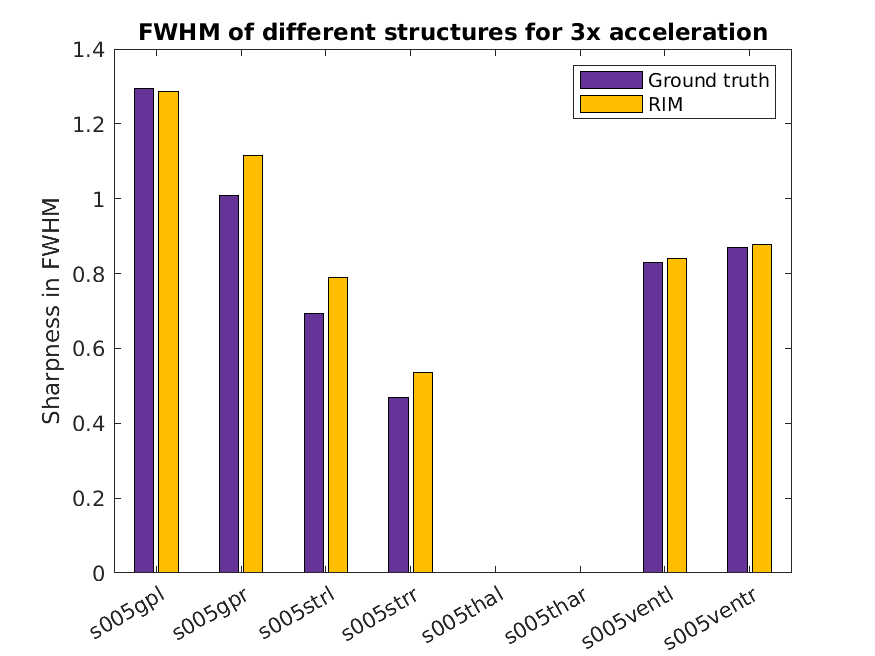 FWHM of different structures for 3x acceleration
Ground truth
RIM
Sharpness in FWHM
1.4
1.2
1
0.8
0.6
0.4
0.2
0
s005gpl
s005gpr
s005strl
s005strr
s005thal
s005thar
s005ventl
s005ventr